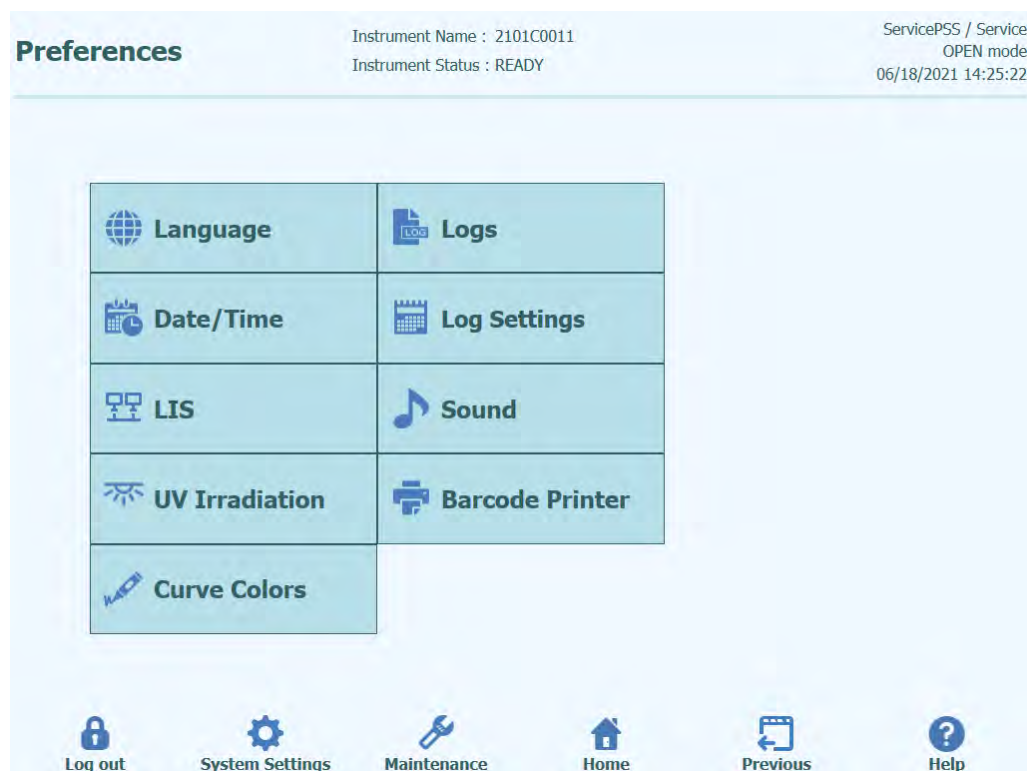 Preferences
Instrument Name : 2101C0011
Instrument Status : READY
ServicePSS / Service
OPEN mode
06/18/2021 14:25:22
Language
Logs
LOG
Date/Time
Log Settings
LIS
Sound
UV Irradiation
Barcode Printer
Curve Colors
Log out
System Settings
Maintenance
Home
Previous
Help